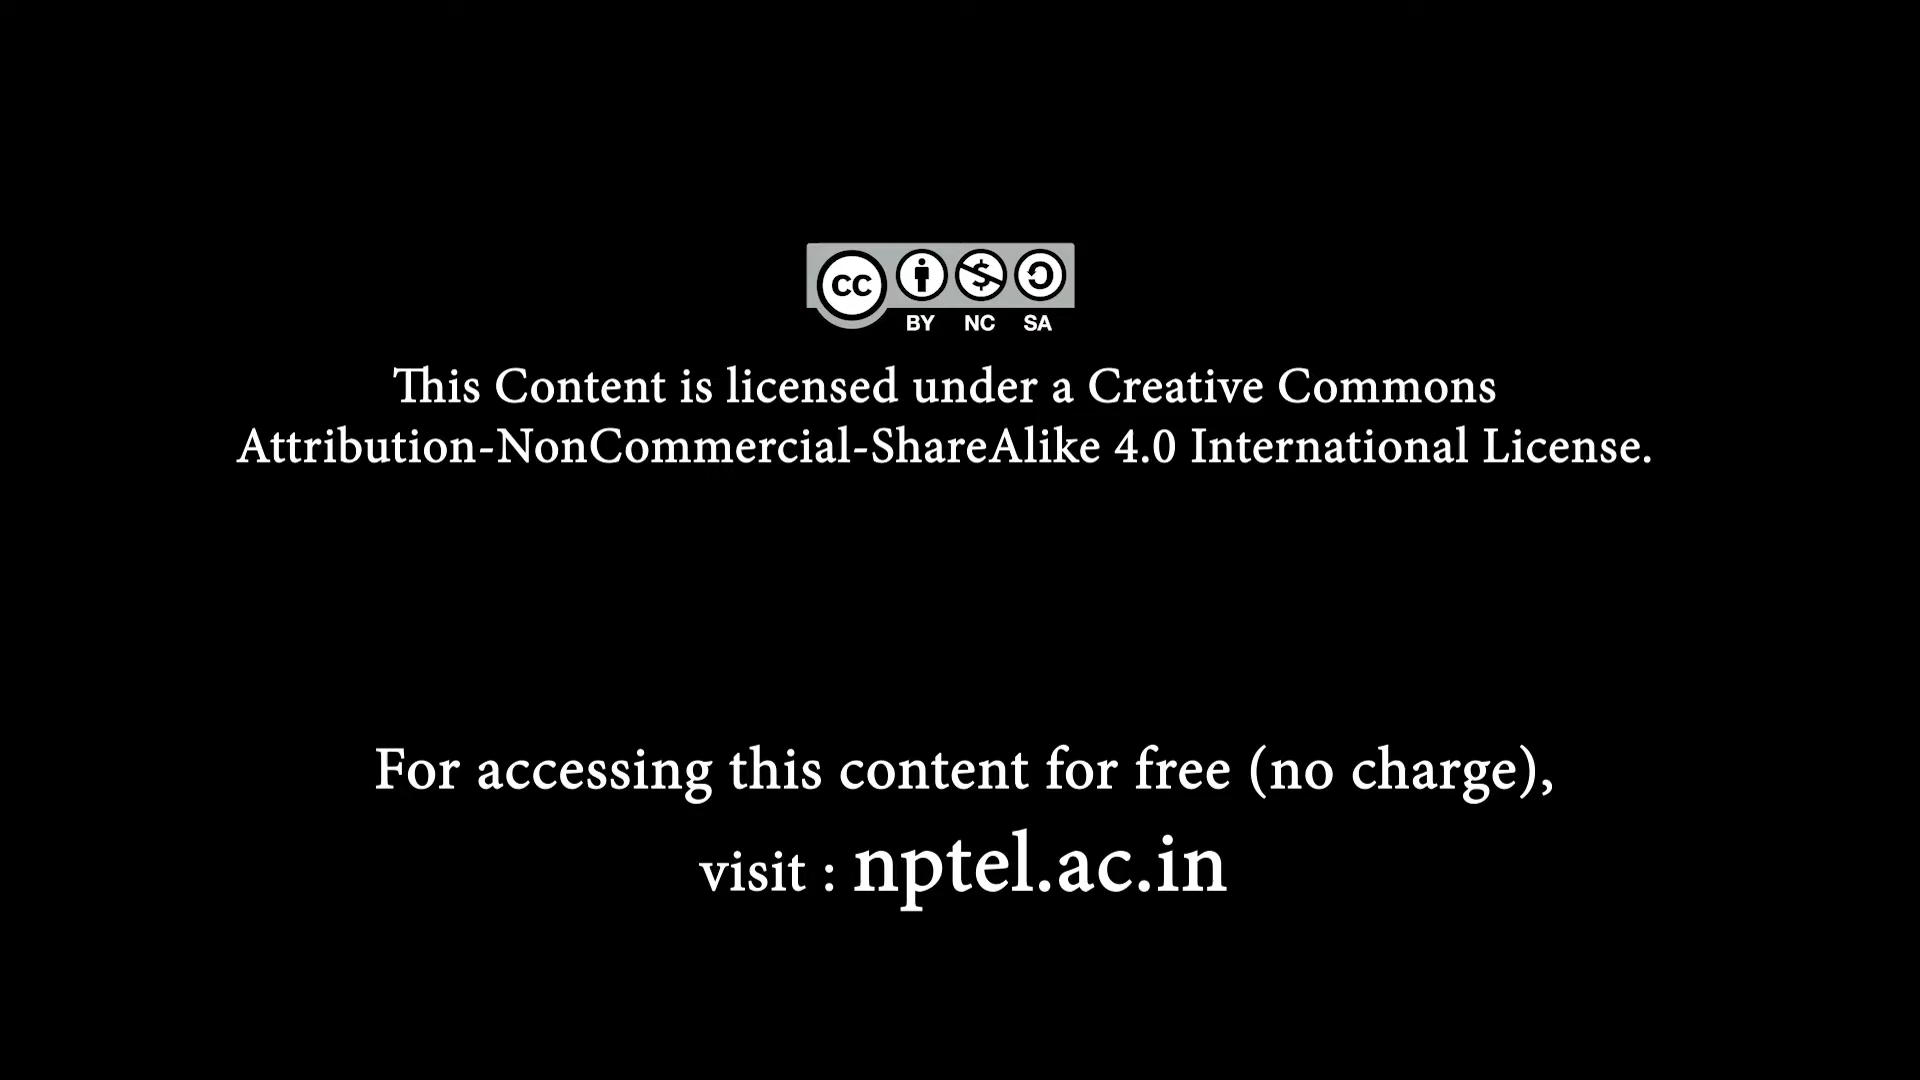 CC BY NC SA
This Content is licensed under a Creative Commons
Attribution-NonCommercial-ShareAlike 4.0 International License.
For accessing this content for free (no charge),
visit : nptel.ac.in